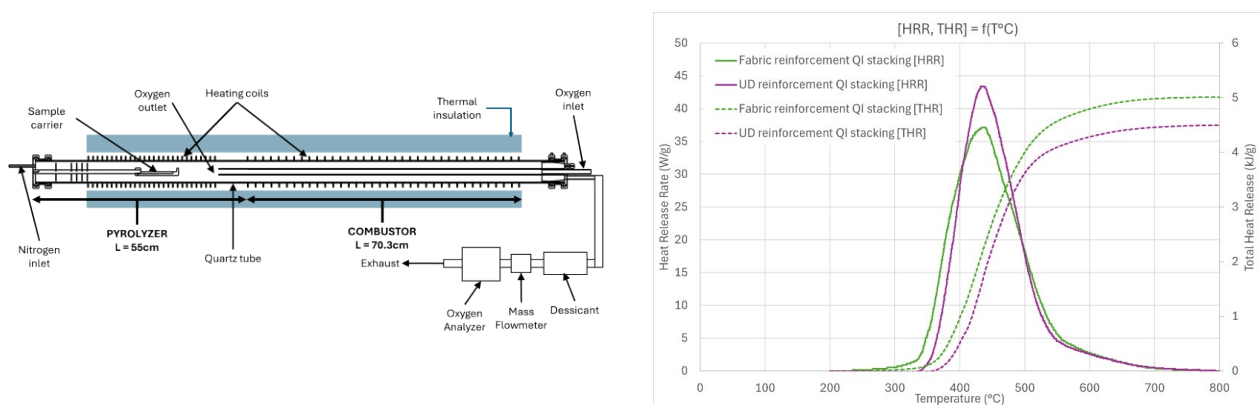 Sample
carrier
Oxygen
outlet
Heating coils
Thermal
insulation
Oxygen
inlet
PYROLYZER
L = 55cm
COMBUSTOR
L = 70.3cm
Nitrogen
inlet
Quartz tube
Exhaust
Oxygen
Analyzer
Mass
Flowmeter
Dessicant
[HRR, THR] = f(T°C)
Fabric reinforcement QI stacking [HRR]
UD reinforcement QI stacking [HRR]
Fabric reinforcement QI stacking [THR]
UD reinforcement QI stacking [THR]
Heat Release Rate (W/g)
50
45
40
35
30
25
20
15
10
5
0
Total Heat Release (kJ/g)
6
5
4
3
2
1
0
0 100 200 300 400 500 600 700 800
Temperature (°C)